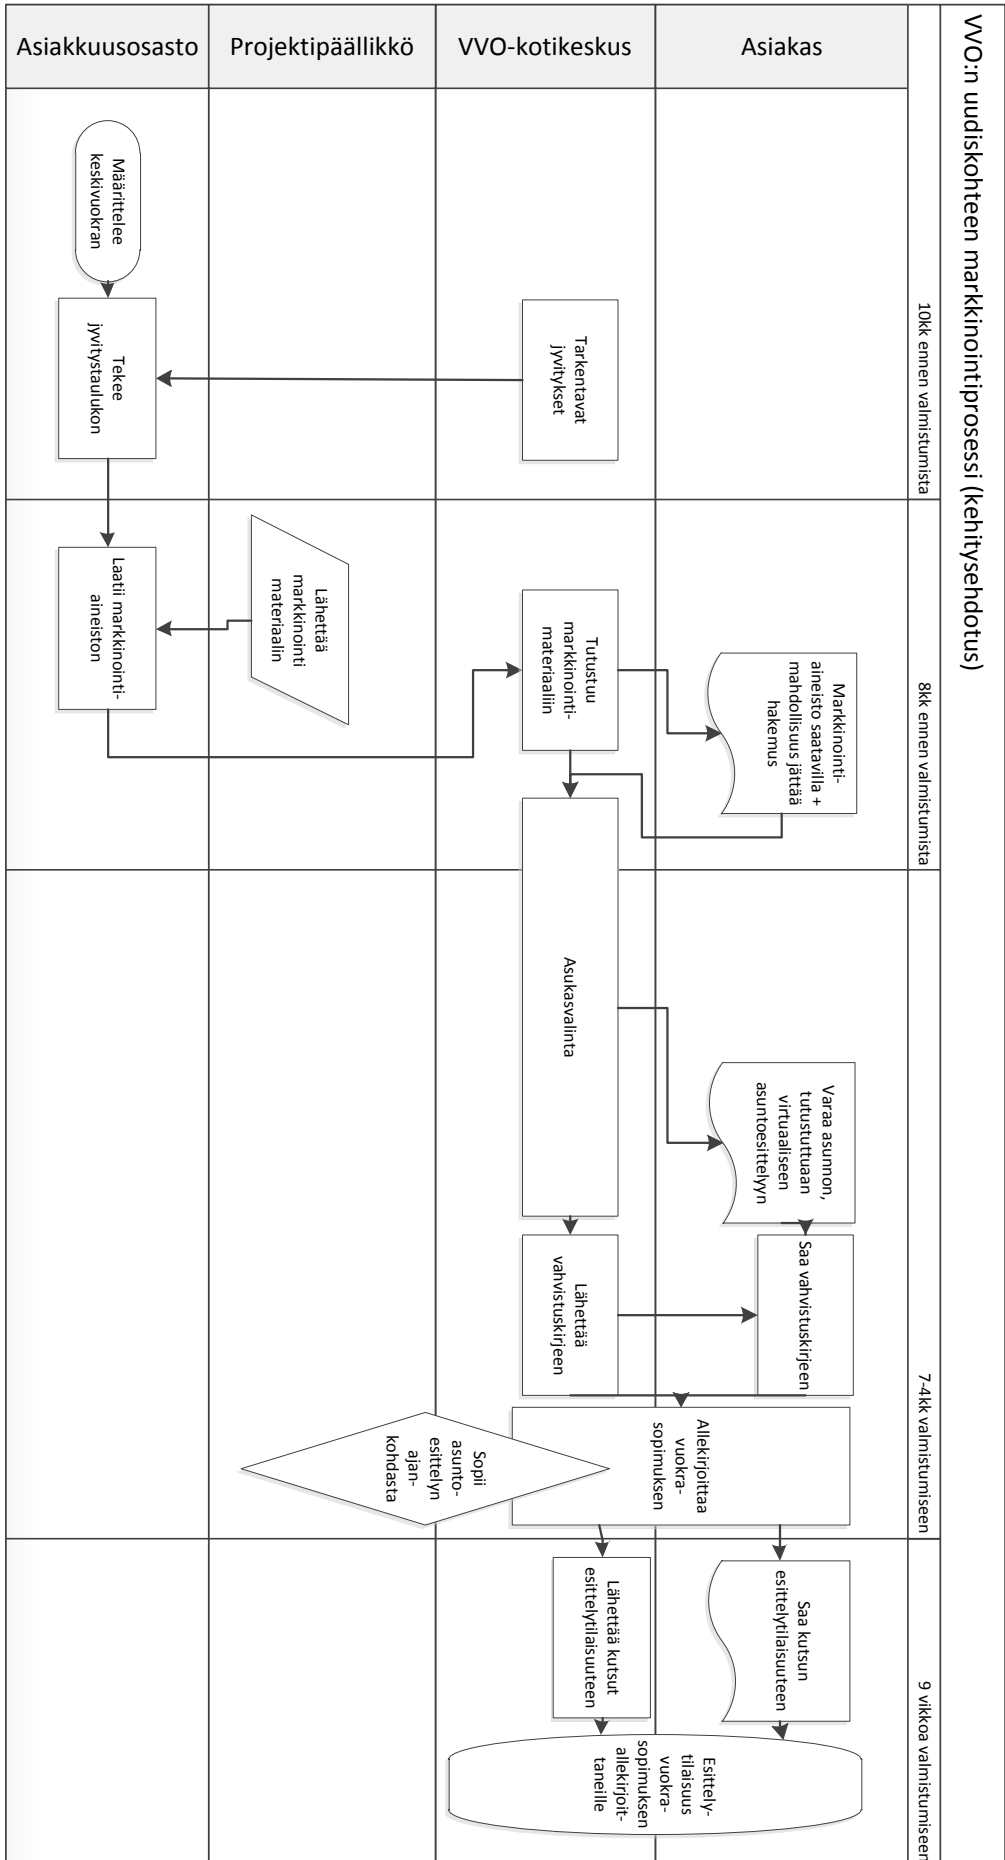 VVO:n uudiskohteen markkinointiprosessi (kehitysehdotus)
10kk ennen valmistumista
8kk ennen valmistumista
7-4kk valmistumiseen
9 vikkoa valmistumiseen
Asiakas
Markkinointi-
aineisto saatavilla +
mahdollisuus jättää
hakemus
Varaa asunnon,
tutustuttuaan
virtuaaliseen
asuntoesittelyyn
Saa vahvistuskirjeen
Saa kutsun
esittelytilaisuuteen
VVO-kotikeskus
Tarkentavat
jyvitykset
Tutustuu
markkinointi-
materiaaliin
Asukasvalinta
Lähettää
vahvistuskirjeen
Allekirjoittaa
vuokra-
sopimuksen
Lähettää kutsut
esittelytilaisuuteen
Esittely-
tilaisuus
vuokra-
sopimuksen
allekirjoit-
taneille
Projektipäällikkö
Lähettää
markkinointi
materiaalin
Sopii
asunto-
esittelyn
ajan-
kohdasta
Asiakkuusosasto
Määrittelee
keskivuokran
Tekee
jyvitystaulukon
Laatii markkinointi-
aineiston